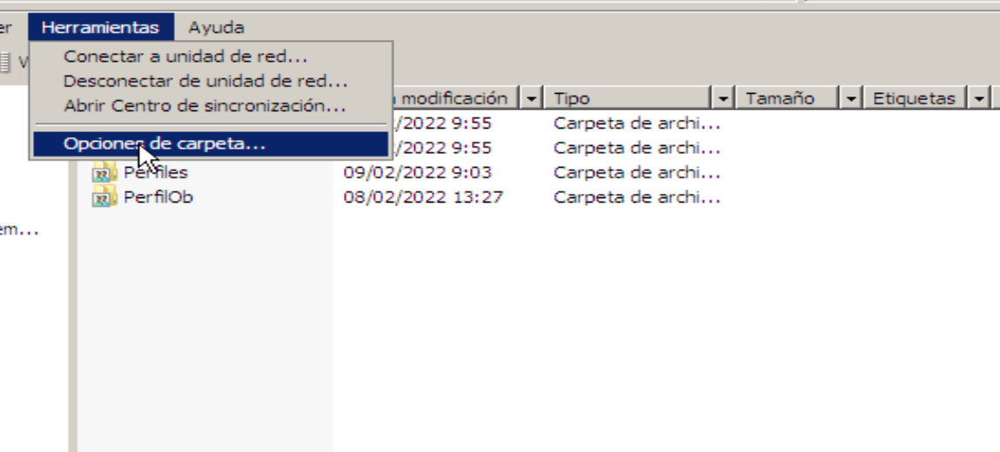 er Herramientas Ayuda
V
Conectar a unidad de red...
Desconectar de unidad de red...
Abrir Centro de sincronización...
Opciones de carpeta...
modificación Tipo Tamaño Etiquetas
/2022 9:55 Carpeta de archi...
/2022 9:55 Carpeta de archi...
Perfiles 09/02/2022 9:03 Carpeta de archi...
PerfilOb 08/02/2022 13:27 Carpeta de archi...
em...